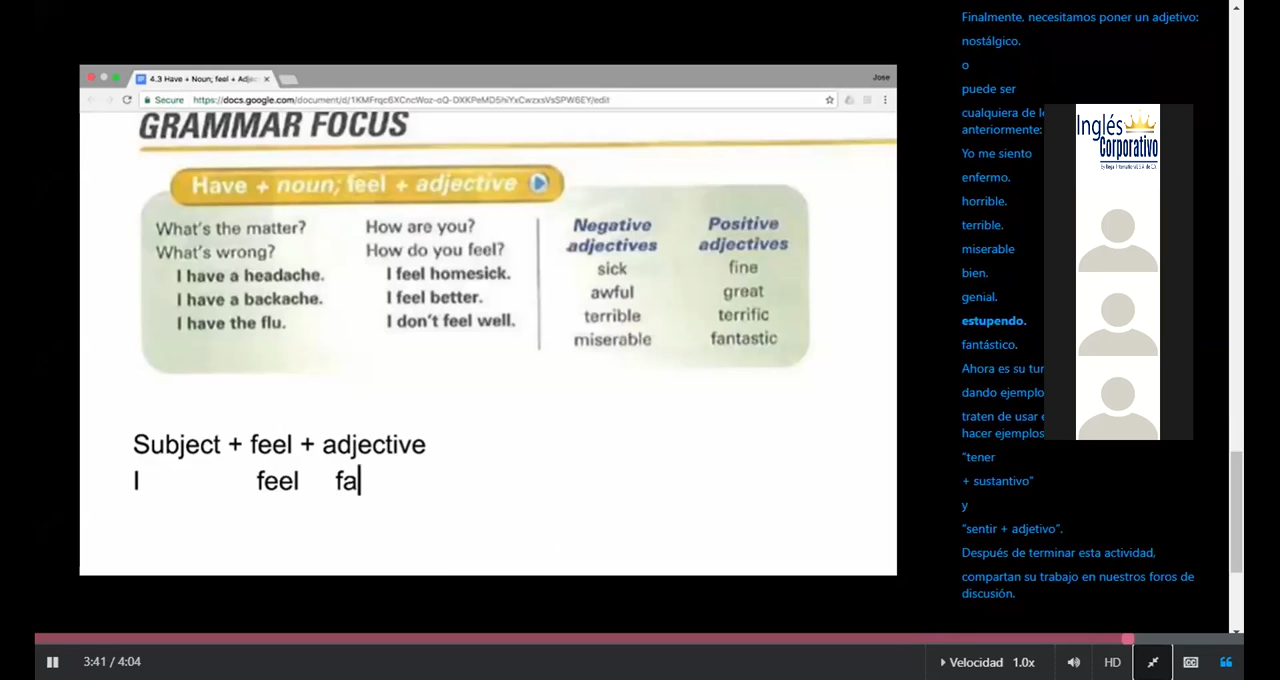 4.3 Have + Noun; feel + Adje
Jose
Secure https://docs.google.com/document/d/1KMFrqc6XCncWoz-oQ-DXKPeMD5hiYxCwzxsVsSPW6EY/edit
GRAMMAR FOCUS
Have + noun; feel + adjective
What's the matter?
What's wrong?
I have a headache.
I have a backache.
I have the flu.
How are you?
How do you feel?
I feel homesick.
I feel better.
I don't feel well.
Negative adjectives
sick
awful
terrible
miserable
Positive adjectives
fine
great
terrific
fantastic
Subject + feel + adjective
I feel fa
Finalmente, necesitamos poner un adjetivo:
nostálgico.
o
puede ser
cualquiera de l
anteriormente:
Yo me siento
enfermo.
horrible.
terrible.
miserable
bien.
genial.
estupendo.
fantástico.
Ahora es su tur
dando ejemplo
traten de usar
hacer ejemplos
"tener
+ sustantivo"
y
"sentir + adjetivo".
Después de terminar esta actividad,
compartan su trabajo en nuestros foros de
discusión.
Inglés
Corporativo
3:41 / 4:04
Velocidad 1.0x
HD
CC